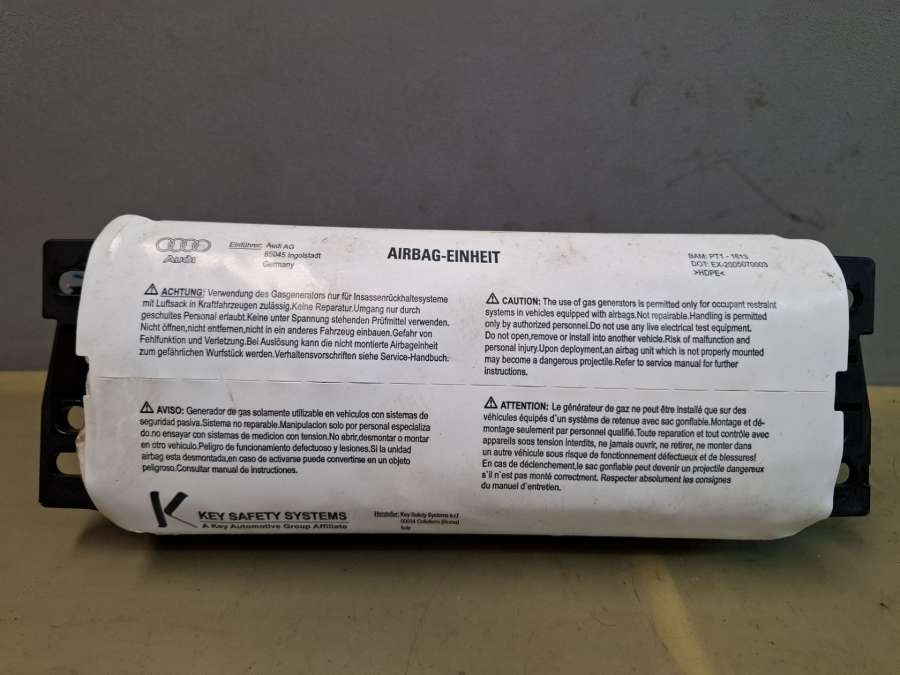 Audi
Einführer: Audi AG
85045 Ingolstadt
Germany
AIRBAG-EINHEIT
BAM: PT1 - 1613
DOT: EX-2005070003
>HDPE<
ACHTUNG: Verwendung des Gasgenerators nur für Insassenrückhaltesysteme
mit Luftsack in Kraftfahrzeugen zulässig.Keine Reparatur.Umgang nur durch
geschultes Personal erlaubt.Keine unter Spannung stehenden Prüfmittel verwenden.
Nicht öffnen,nicht entfernen,nicht in ein anderes Fahrzeug einbauen.Gefahr von
Fehlfunktion und Verletzung.Bei Auslösung kann die nicht montierte Airbageinheit
zum gefährlichen Wurfstück werden.Verhaltensvorschriften siehe Service-Handbuch.
CAUTION: The use of gas generators is permitted only for occupant restraint
systems in vehicles equipped with airbags.Not repairable.Handling is permitted
only by authorized personnel.Do not use any live electrical test equipment.
Do not open,remove or install into another vehicle.Risk of malfunction and
personal injury.Upon deployment,an airbag unit which is not properly mounted
may become a dangerous projectile.Refer to service manual for further
instructions.
AVISO: Generador de gas solamente utilizable en vehículos con sistemas de
seguridad pasiva.Sistema no reparable.Manipulacion solo por personal especializa
do.no ensayar con sistemas de medicion con tension.No abrir,desmontar o montar
en otro vehículo.Peligro de funcionamiento defectuoso y lesiones.Si la unidad
airbag esta desmontada,en caso de activarse puede convertirse en un objeto
peligroso.Consultar manual de instrucciones.
ATTENTION: Le générateur de gaz ne peut être installé que sur des
véhicules équipés d'un système de retenue avec sac gonflable.Montage et dé-
montage seulement par personnel qualifié.Toute reparation et tout contrôle avec
appareils sous tension interdits, ne jamais ouvrir, ne retirer, ne monter dans
un autre véhicule sous risque de fonctionnement défectueux et de blessures!
En cas de déclenchement,le sac gonflable peut devenir un projectile dangereux
s'il n'est pas monté correctement. Respecter absolument les consignes
du manuel d'entretien.
K
KEY SAFETY SYSTEMS
A Key Automotive Group Affiliate
Hersteller: Key Safety Systems s.r.l
00034 Colleferro (Roma)
Italy